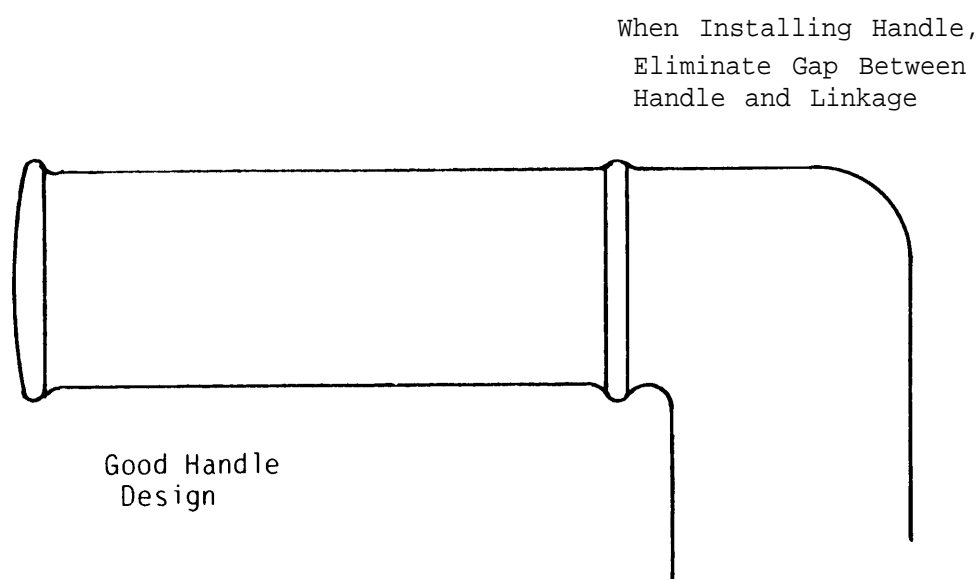 When Installing Handle,
Eliminate Gap Between
Handle and Linkage
Good Handle
Design